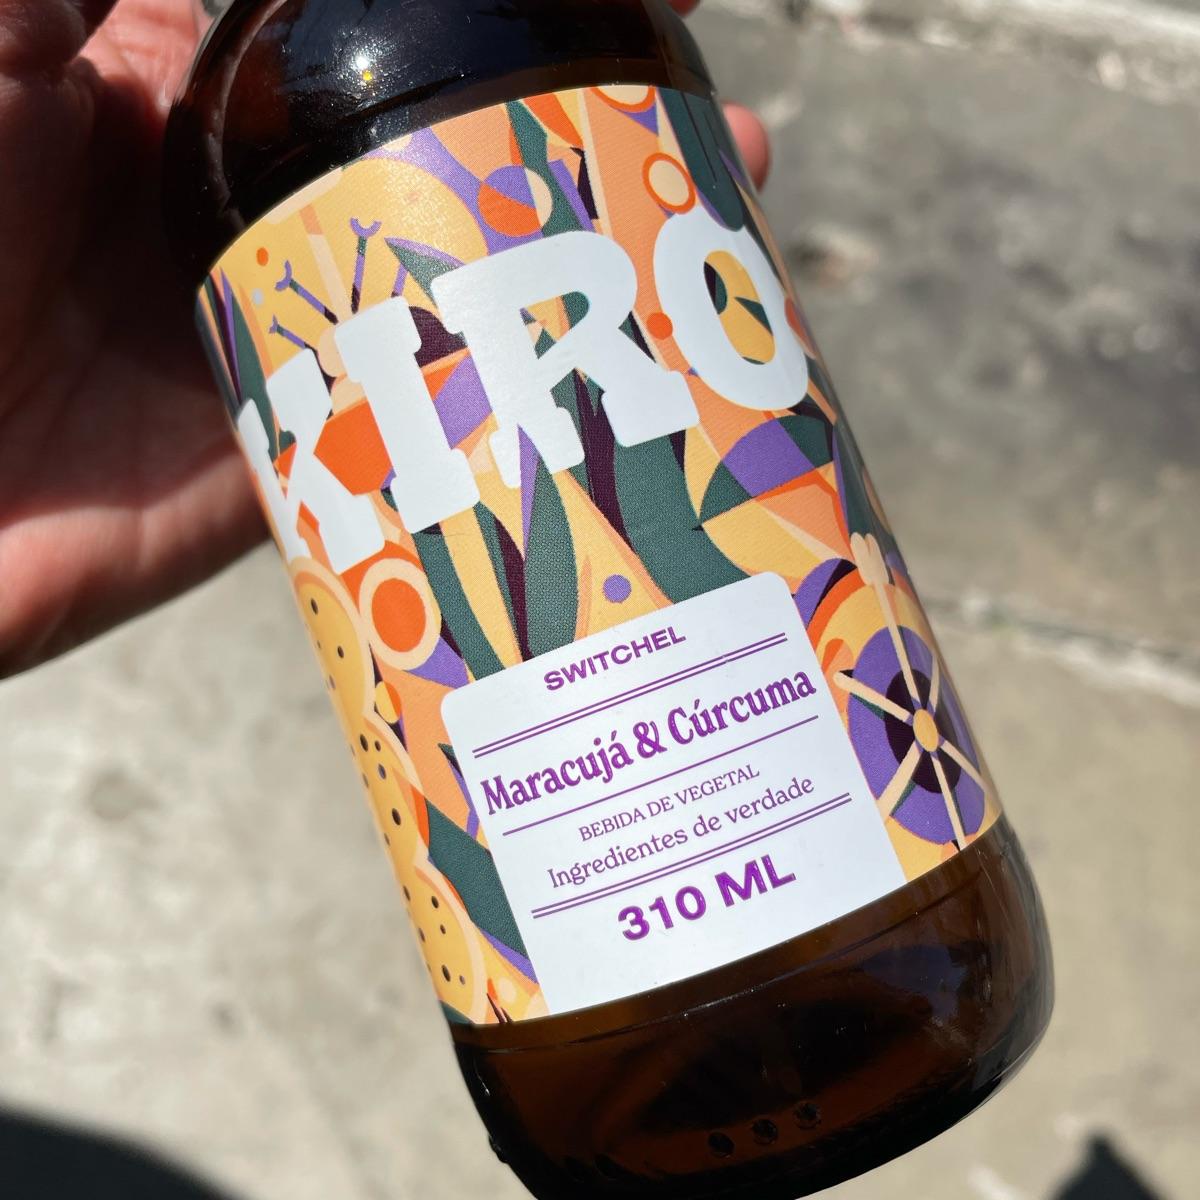 KIRO
SWITCHEL
Maracujá & Cúrcuma
BEBIDA DE VEGETAL
Ingredientes de verdade
310 ML